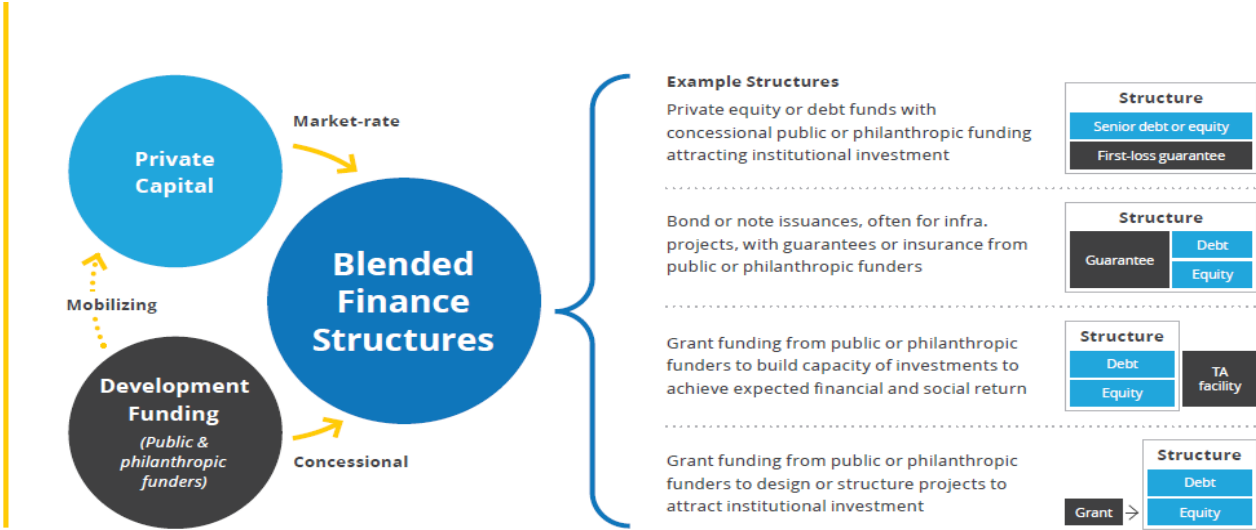 Private
Capital
Market-rate
Mobilizing
Development
Funding
(Public &
philanthropic
funders)
Concessional
Blended
Finance
Structures
Example Structures
Private equity or debt funds with
concessional public or philanthropic funding
attracting institutional investment
Structure
Senior debt or equity
First-loss guarantee
Bond or note issuances, often for infra.
projects, with guarantees or insurance from
public or philanthropic funders
Structure
Guarantee
Debt
Equity
Grant funding from public or philanthropic
funders to build capacity of investments to
achieve expected financial and social return
Structure
Debt
Equity
TA
facility
Grant funding from public or philanthropic
funders to design or structure projects to
attract institutional investment
Grant
Structure
Debt
Equity